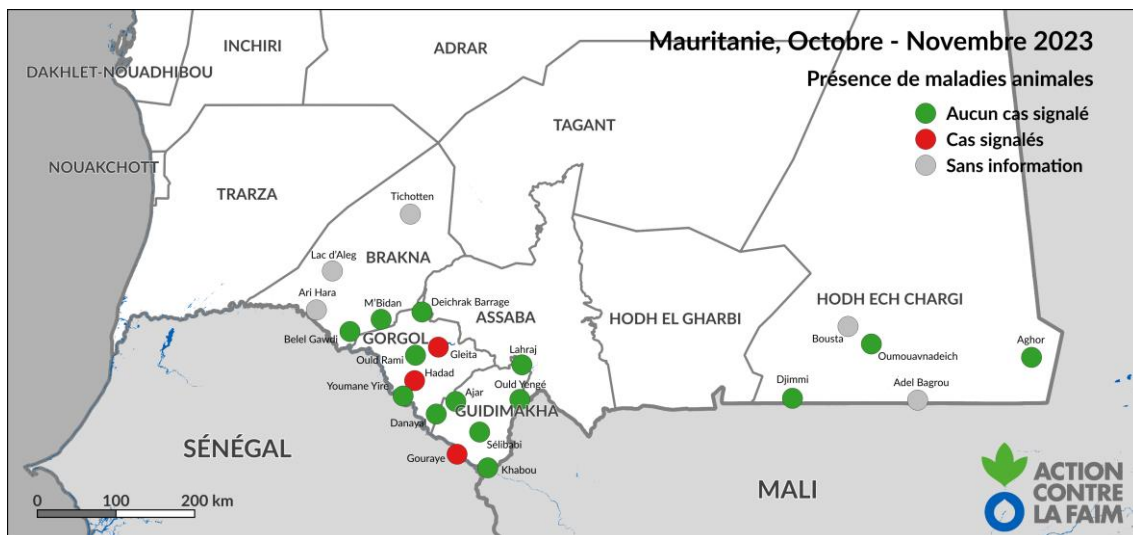 Mauritanie, Octobre - Novembre 2023
Présence de maladies animales
Aucun cas signalé
Cas signalés
Sans information
INCHIRI
ADRAR
DAKHLET-NOUADHIBOU
TAGANT
NOUAKCHOTT
TRARZA
Tichotten
Lac d'Aleg
BRAKNA
Ari Hara
M'Bidan
Deichrak Barrage
ASSABA
HODH EL GHARBI
HODH ECH CHARGI
Belel Gawdi
GORGOL
Bousta
Oumouavnadeich
Aghor
Ould Rami
Gleita
Lahraj
Hadad
Youmane Yire
Ajar
Ould Yengé
Djimmi
Adel Bagrou
GUIDIMAKHA
Danaya
Sélibabi
SÉNÉGAL
Gouraye
Khabou
MALI
0 100 200 km
ACTION
CONTRE
LA FAIM